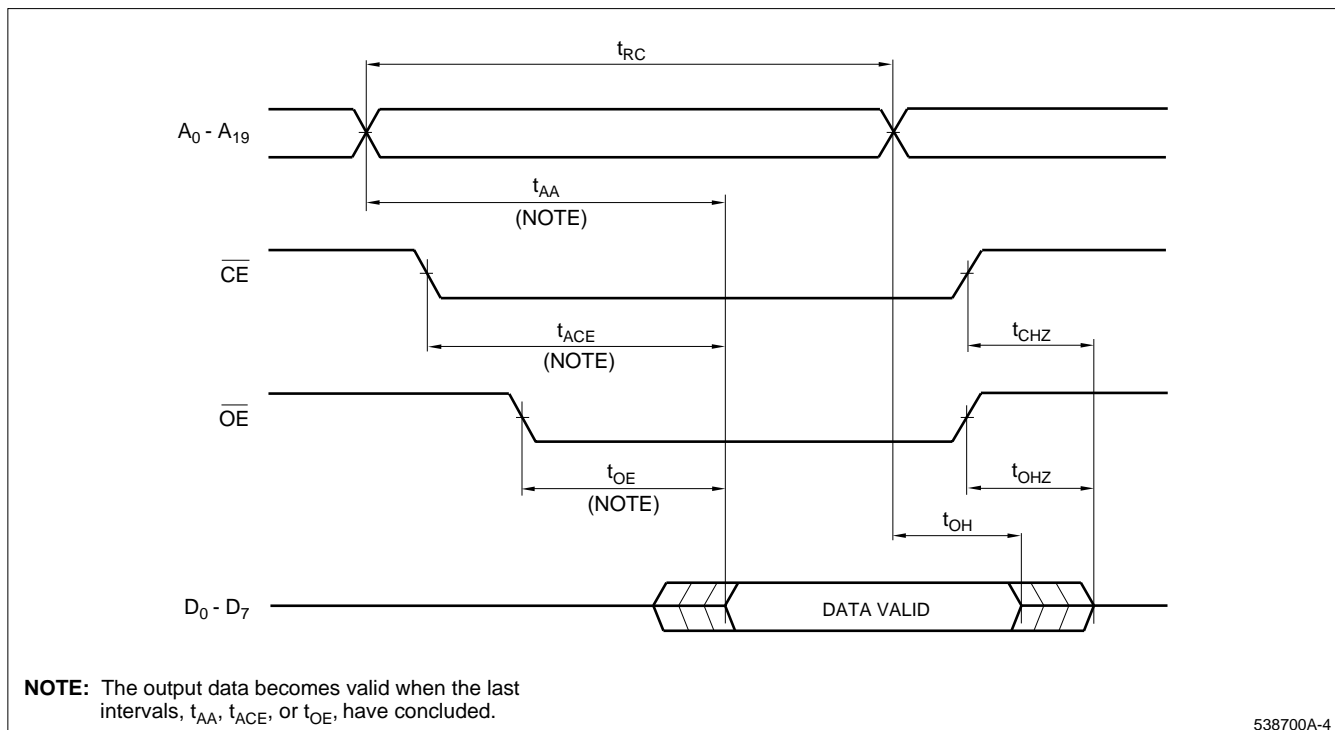 tRC
A0 - A19
tAA
(NOTE)
CE
tACE
(NOTE)
tCHZ
OE
tOE
(NOTE)
tOHZ
tOH
D0 - D7
DATA VALID
NOTE: The output data becomes valid when the last
intervals, tAA, tACE, or tOE, have concluded.
538700A-4